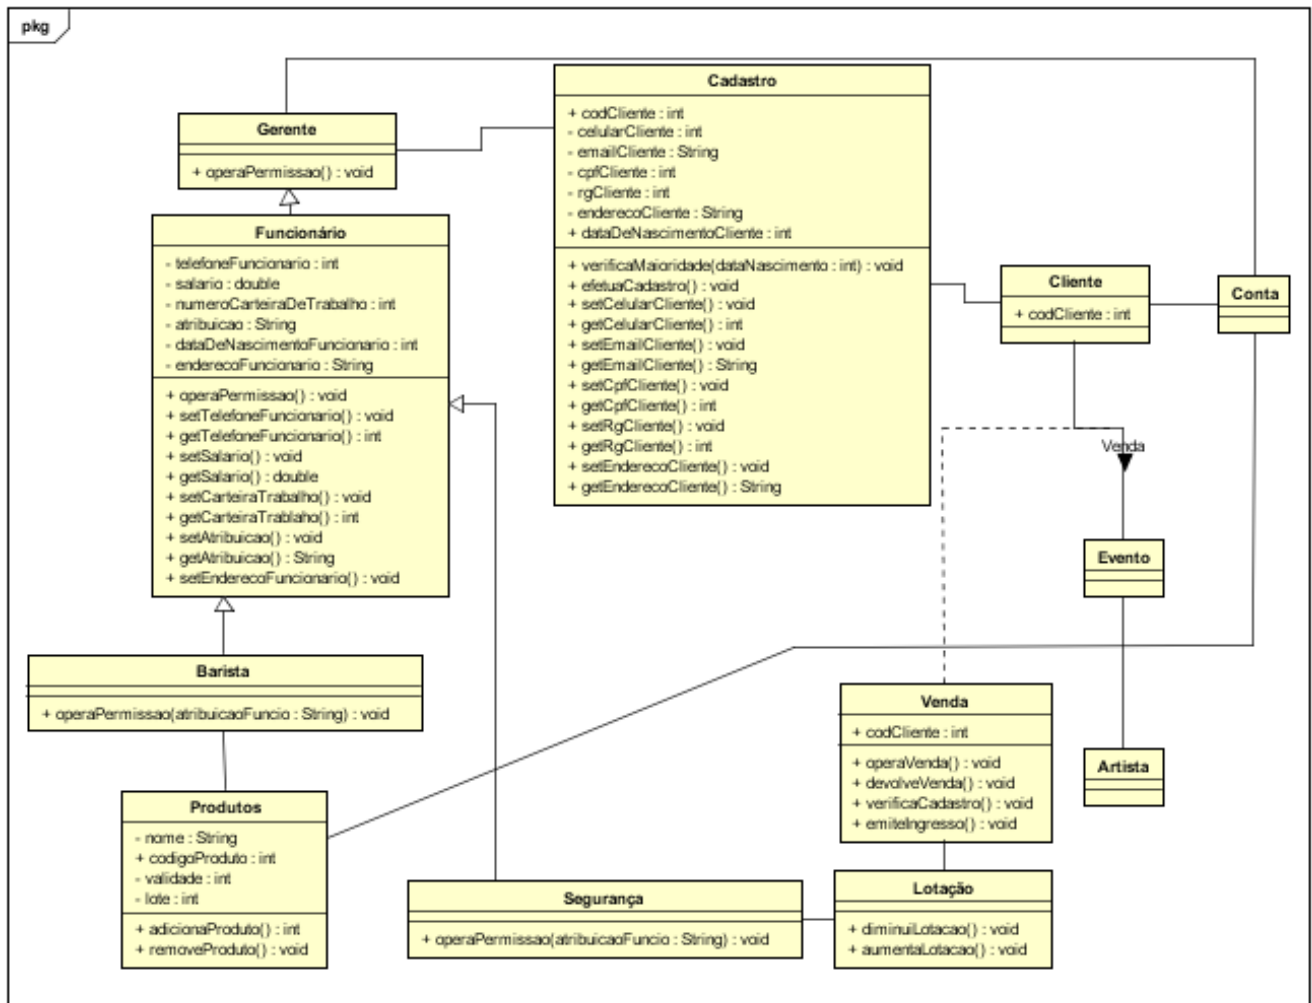 pkg
Gerente
+ operaPermissao() : void
Cadastro
+ codCliente : int
- celularCliente : int
- emailCliente : String
- cpfCliente : int
- rgCliente : int
- enderecoCliente : String
+ dataDeNascimentoCliente : int
+ verificaMaioridade(dataNascimento : int) : void
+ efetuaCadastro() : void
+ setCelularCliente() : void
+ getCelularCliente() : int
+ setEmailCliente() : void
+ getEmailCliente() : String
+ setCpfCliente() : void
+ getCpfCliente() : int
+ setRgCliente() : void
+ getRgCliente() : int
+ setEnderecoCliente() : void
+ getEnderecoCliente() : String
Funcionário
- telefoneFuncionario : int
- salario : double
- numeroCarteiraDeTrabalho : int
- atribuicao : String
- dataDeNascimentoFuncionario : int
- enderecoFuncionario : String
+ operaPermissao() : void
+ setTelefoneFuncionario() : void
+ getTelefoneFuncionario() : int
+ setSalario() : void
+ getSalario() : double
+ setCarteiraTrabalho() : void
+ getCarteiraTrablaho() : int
+ setAtribuicao() : void
+ getAtribuicao() : String
+ setEnderecoFuncionario() : void
Cliente
+ codCliente : int
Conta
Venda
Evento
Barista
+ operaPermissao(atribuicaoFuncio : String) : void
Venda
+ codCliente : int
+ operaVenda() : void
+ devolveVenda() : void
+ verificaCadastro() : void
+ emiteIngresso() : void
Artista
Produtos
- nome : String
+ codigoProduto : int
- validade : int
- lote : int
+ adicionaProduto() : int
+ removeProduto() : void
Segurança
+ operaPermissao(atribuicaoFuncio : String) : void
Lotação
+ diminuiLotacao() : void
+ aumentaLotacao() : void